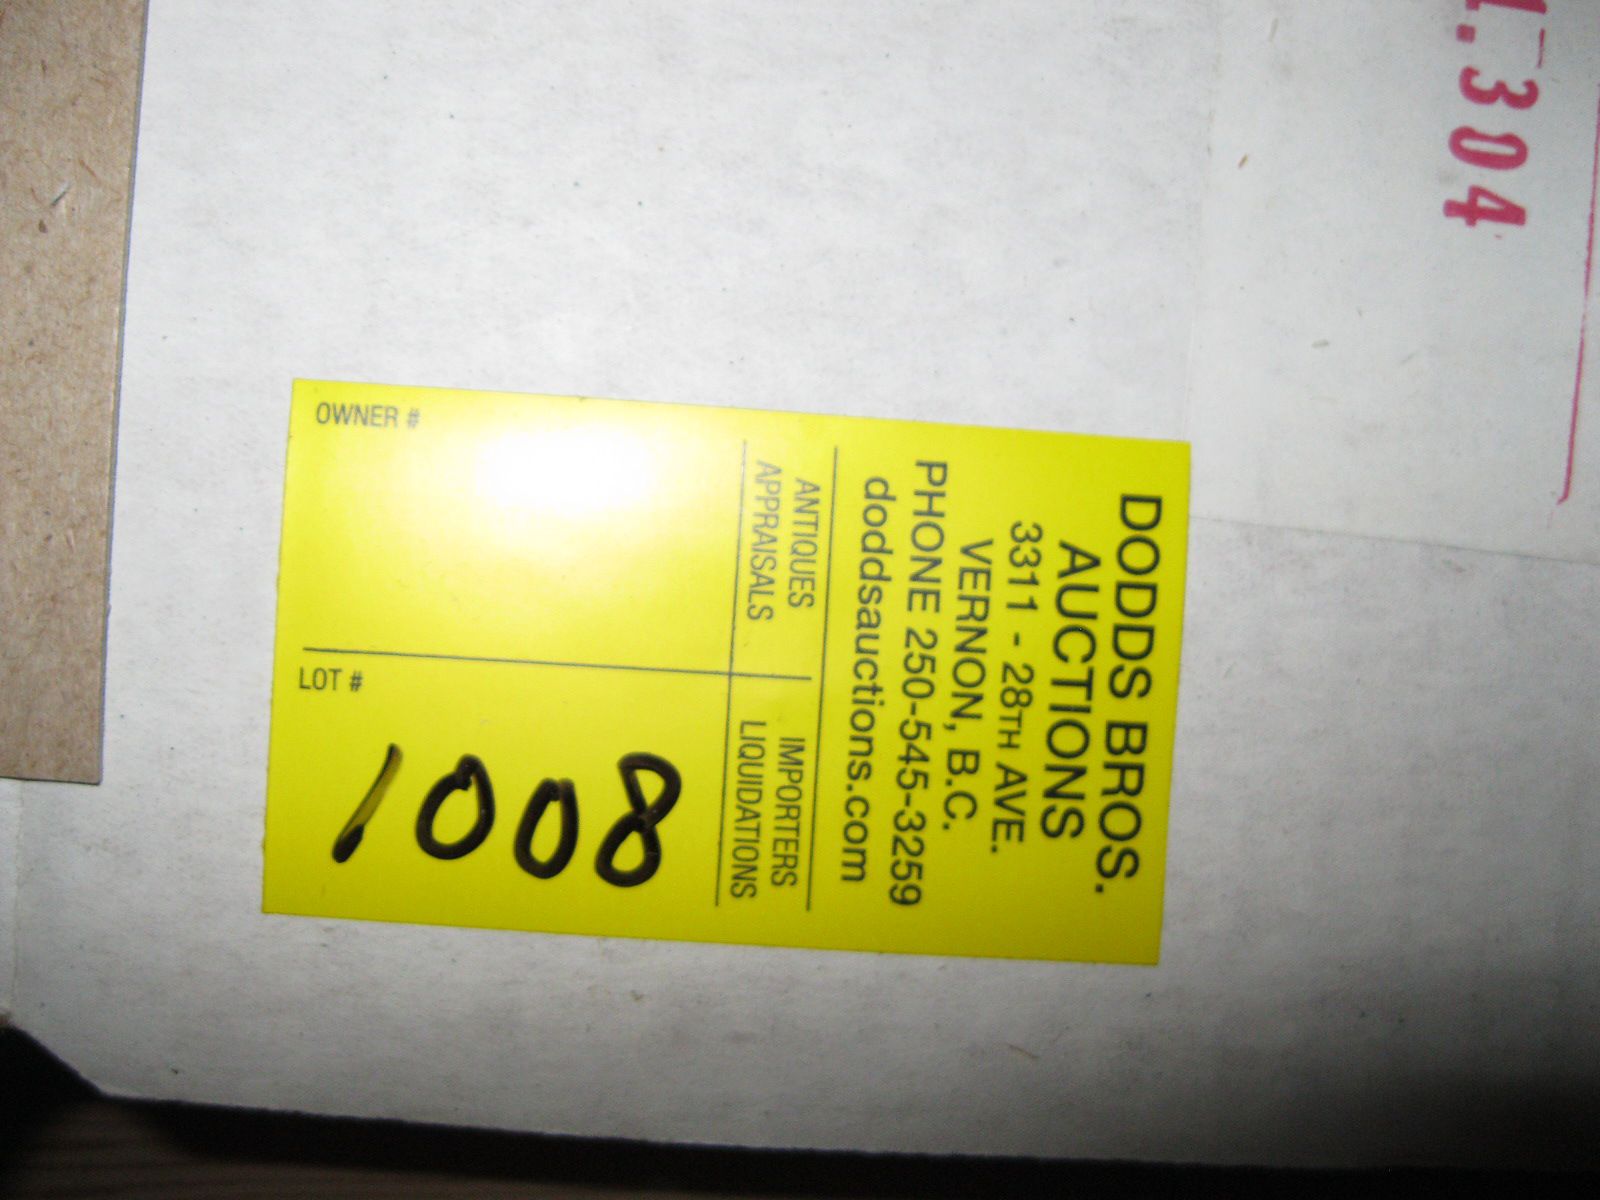 DODDS BROS.
AUCTIONS
3311 - 28TH AVE.
VERNON, B.C.
PHONE 250-545-3259
doddsauctions.com
ANTIQUES
APPRAISALS
IMPORTERS
LIQUIDATIONS
OWNER #
LOT #
1008
1.304